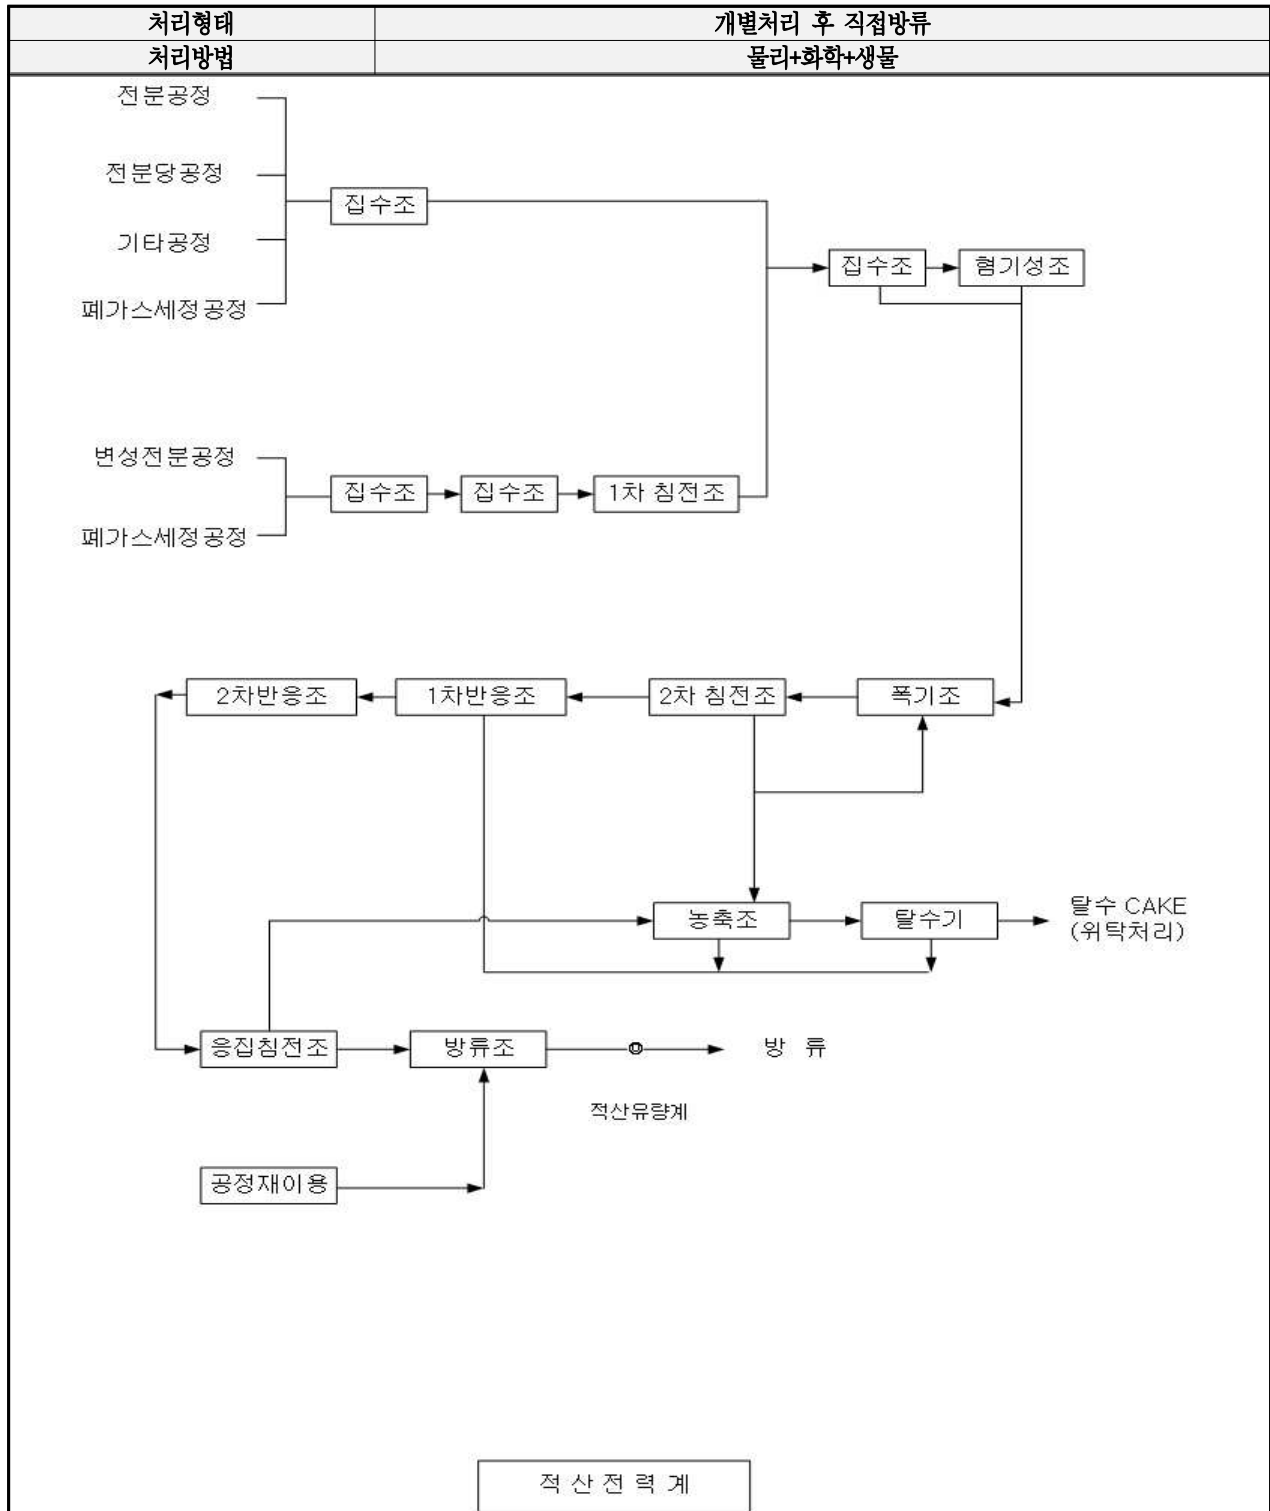 처리형태 개별처리 후 직접방류
처리방법 물리+화학+생물
전분공정
전분당공정
집수조
기타공정
집수조 혐기성조
폐가스세정공정
변성전분공정
집수조 집수조 1차 침전조
폐가스세정공정
2차반응조 1차반응조 2차 침전조 폭기조
농축조 탈수기 탈수 CAKE
(위탁처리)
응집침전조 방류조 방 류
적산유량계
공정재이용
적 산 전 력 계